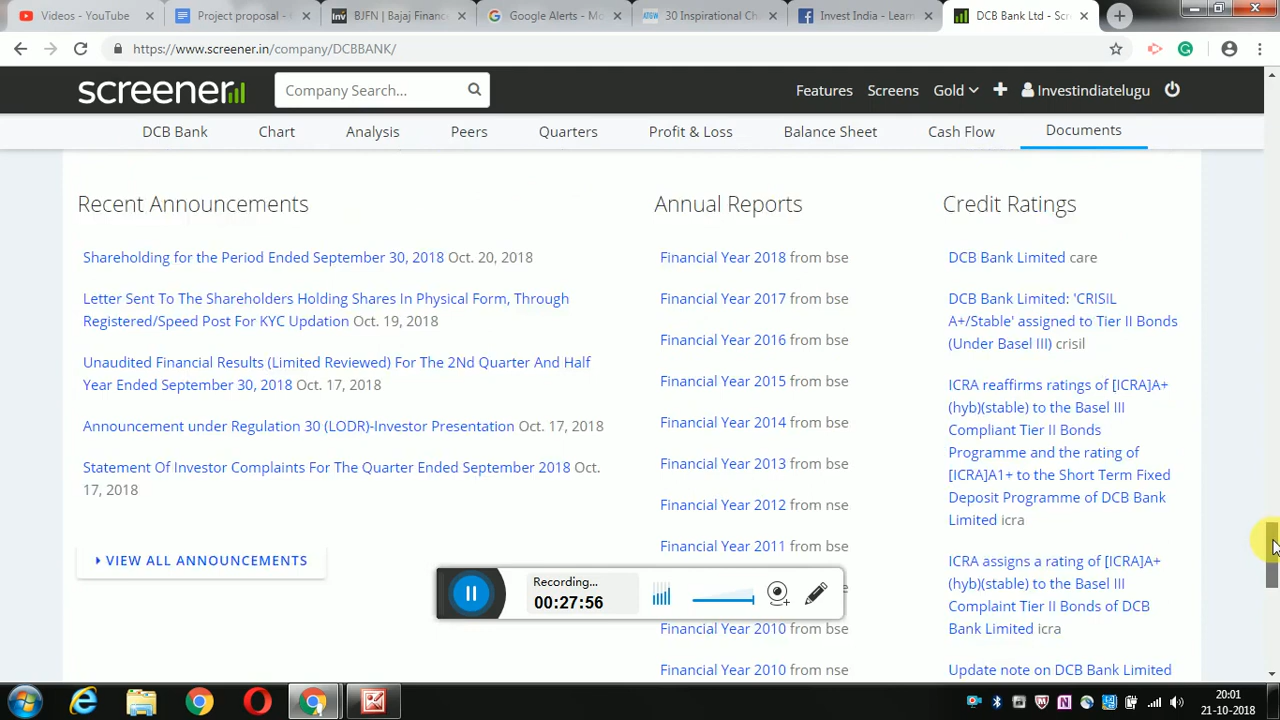 Videos - YouTube
Project proposal -
BJFN | Bajaj Financ
Google Alerts - Mo
30 Inspirational Ch
Invest India - Learn
DCB Bank Ltd - Scr
https://www.screener.in/company/DCBBANK/
screener
Company Search...
Features
Screens
Gold
Investindiatelugu
DCB Bank
Chart
Analysis
Peers
Quarters
Profit & Loss
Balance Sheet
Cash Flow
Documents
Recent Announcements
Shareholding for the Period Ended September 30, 2018 Oct. 20, 2018
Letter Sent To The Shareholders Holding Shares In Physical Form, Through
Registered/Speed Post For KYC Updation Oct. 19, 2018
Unaudited Financial Results (Limited Reviewed) For The 2Nd Quarter And Half
Year Ended September 30, 2018 Oct. 17, 2018
Announcement under Regulation 30 (LODR)-Investor Presentation Oct. 17, 2018
Statement Of Investor Complaints For The Quarter Ended September 2018 Oct.
17, 2018
VIEW ALL ANNOUNCEMENTS
Annual Reports
Financial Year 2018 from bse
Financial Year 2017 from bse
Financial Year 2016 from bse
Financial Year 2015 from bse
Financial Year 2014 from bse
Financial Year 2013 from bse
Financial Year 2012 from nse
Financial Year 2011 from bse
Financial Year 2010 from bse
Financial Year 2010 from nse
Credit Ratings
DCB Bank Limited care
DCB Bank Limited: 'CRISIL
A+/Stable' assigned to Tier II Bonds
(Under Basel III) crisil
ICRA reaffirms ratings of [ICRA]A+
(hyb)(stable) to the Basel III
Compliant Tier II Bonds
Programme and the rating of
[ICRA]A1+ to the Short Term Fixed
Deposit Programme of DCB Bank
Limited icra
ICRA assigns a rating of [ICRA]A+
(hyb)(stable) to the Basel III
Complaint Tier II Bonds of DCB
Bank Limited icra
Update note on DCB Bank Limited
Recording...
00:27:56
20:01
21-10-2018